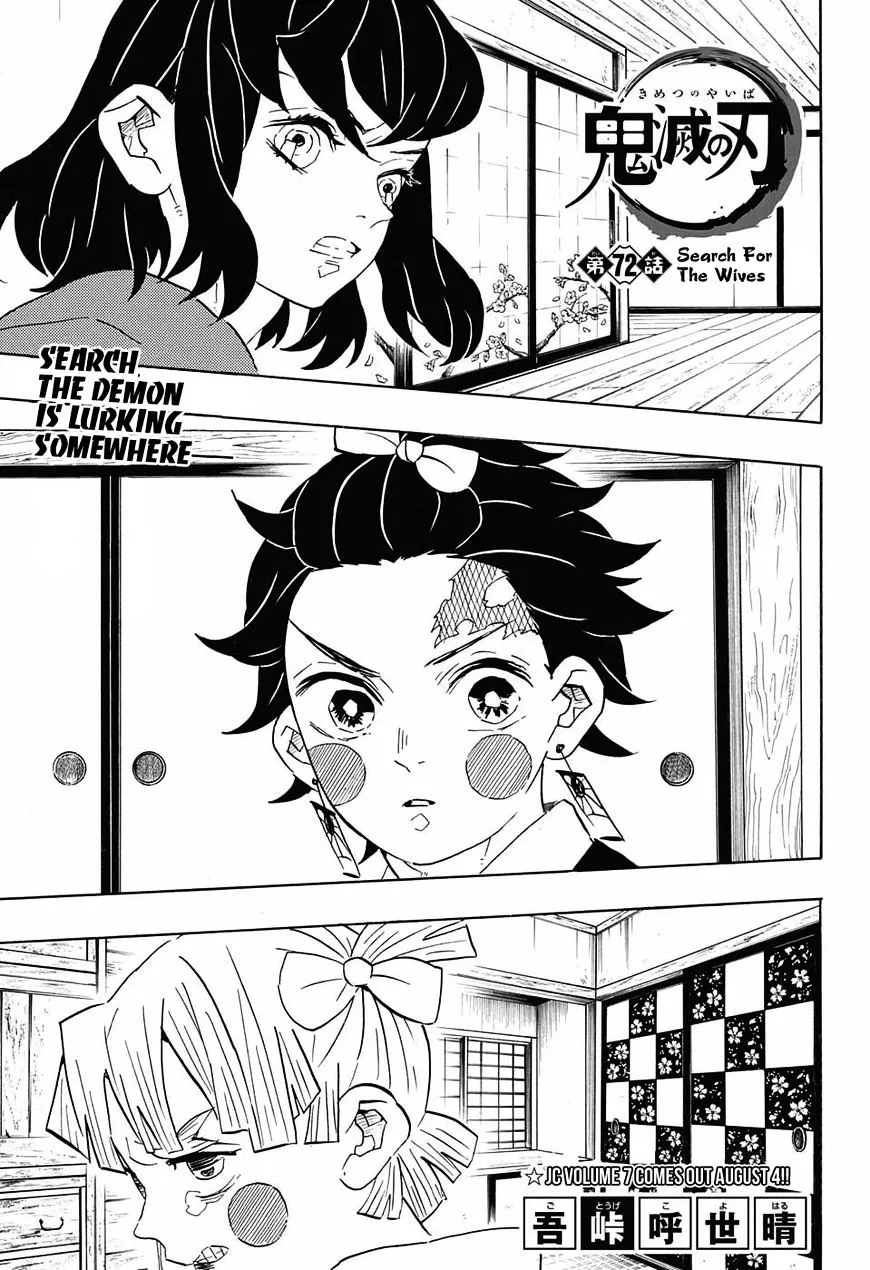 きめつのやいば
鬼滅の刃
第72話
Search For
The Wives
SEARCH
THE DEMON
IS LURKING
SOMEWHERE
☆ JC VOLUME 7 COMES OUT AUGUST 4!!
ごとうげこよはる
吾峠呼世晴